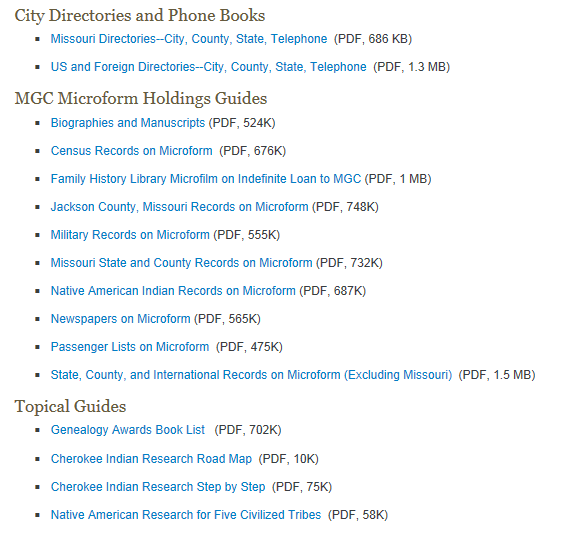 City Directories and Phone Books
Missouri Directories--City, County, State, Telephone (PDF, 686 KB)
US and Foreign Directories--City, County, State, Telephone (PDF, 1.3 MB)
MGC Microform Holdings Guides
Biographies and Manuscripts (PDF, 524K)
Census Records on Microform (PDF, 676K)
Family History Library Microfilm on Indefinite Loan to MGC (PDF, 1 MB)
Jackson County, Missouri Records on Microform (PDF, 748K)
Military Records on Microform (PDF, 555K)
Missouri State and County Records on Microform (PDF, 732K)
Native American Indian Records on Microform (PDF, 687K)
Newspapers on Microform (PDF, 565K)
Passenger Lists on Microform (PDF, 475K)
State, County, and International Records on Microform (Excluding Missouri) (PDF, 1.5 MB)
Topical Guides
Genealogy Awards Book List (PDF, 702K)
Cherokee Indian Research Road Map (PDF, 10K)
Cherokee Indian Research Step by Step (PDF, 75K)
Native American Research for Five Civilized Tribes (PDF, 58K)